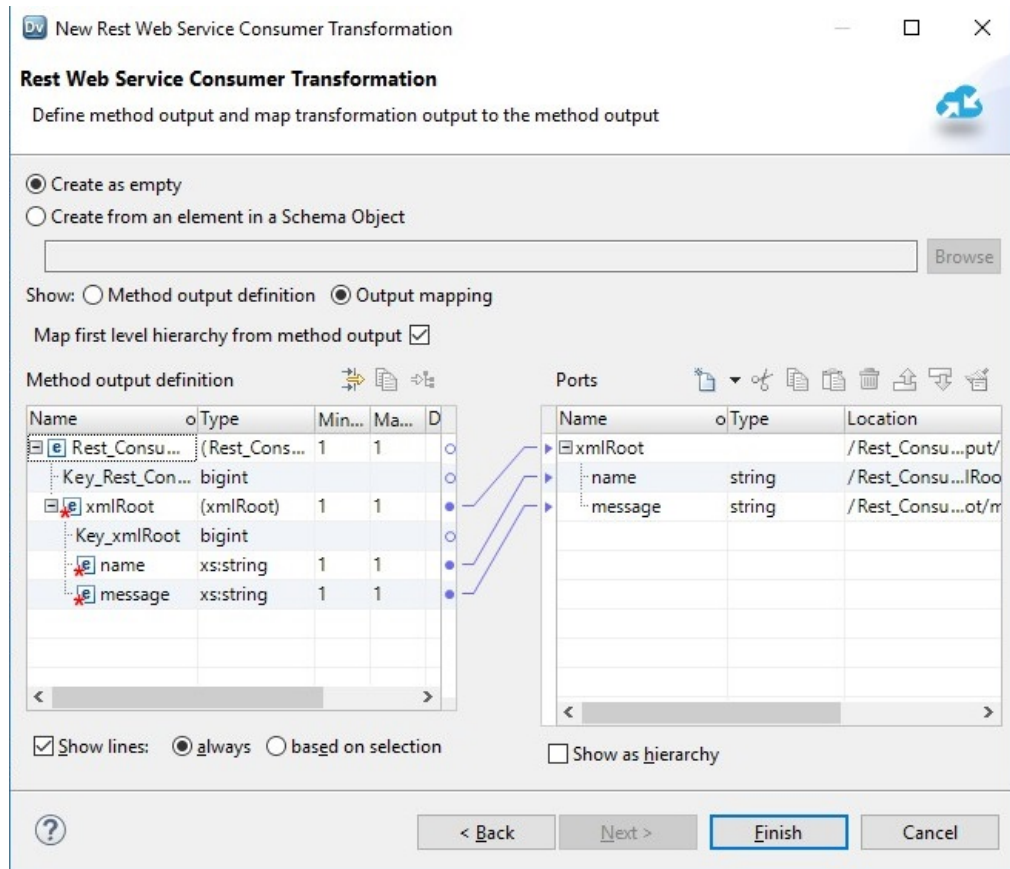 Dv New Rest Web Service Consumer Transformation
Rest Web Service Consumer Transformation
Define method output and map transformation output to the method output
Create as empty
Create from an element in a Schema Object
Browse
Show: Method output definition Output mapping
Map first level hierarchy from method output
Method output definition
Name Type Min... Ma... D
e Rest_Consu... (Rest_Cons... 1 1
Key_Rest_Con... bigint
e xmlRoot (xmlRoot) 1 1
Key_xmlRoot bigint
e name xs:string 1 1
e message xs:string 1 1
Ports
Name Type Location
xmlRoot /Rest_Consu...put/
name string /Rest_Consu...lRoo
message string /Rest_Consu...ot/m
Show lines: always based on selection
Show as hierarchy
? < Back Next > Finish Cancel